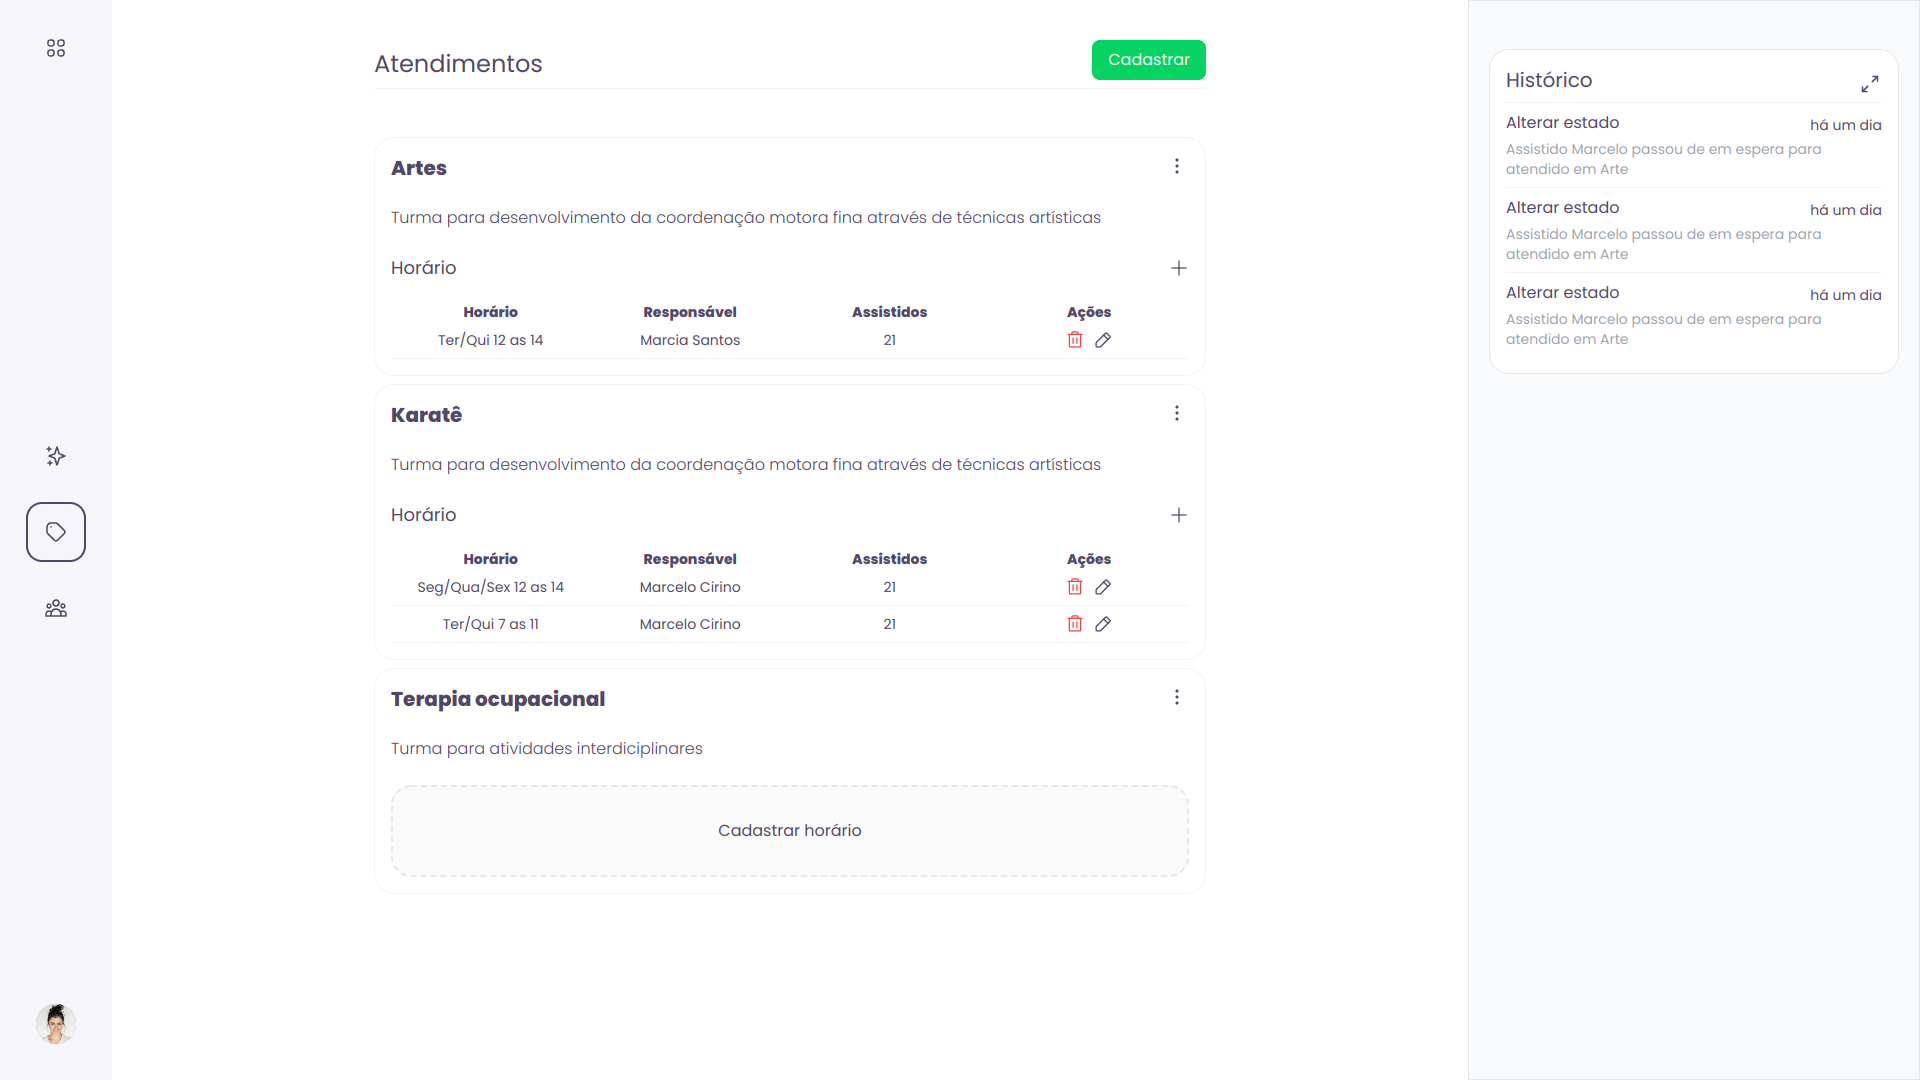 Atendimentos
Cadastrar
Artes
Turma para desenvolvimento da coordenação motora fina através de técnicas artísticas
Horário
Horário Responsável Assistidos Ações
Ter/Qui 12 as 14 Marcia Santos 21
Karatê
Turma para desenvolvimento da coordenação motora fina através de técnicas artísticas
Horário
Horário Responsável Assistidos Ações
Seg/Qua/Sex 12 as 14 Marcelo Cirino 21
Ter/Qui 7 as 11 Marcelo Cirino 21
Terapia ocupacional
Turma para atividades interdiciplinares
Cadastrar horário
Histórico
Alterar estado há um dia
Assistido Marcelo passou de em espera para
atendido em Arte
Alterar estado há um dia
Assistido Marcelo passou de em espera para
atendido em Arte
Alterar estado há um dia
Assistido Marcelo passou de em espera para
atendido em Arte